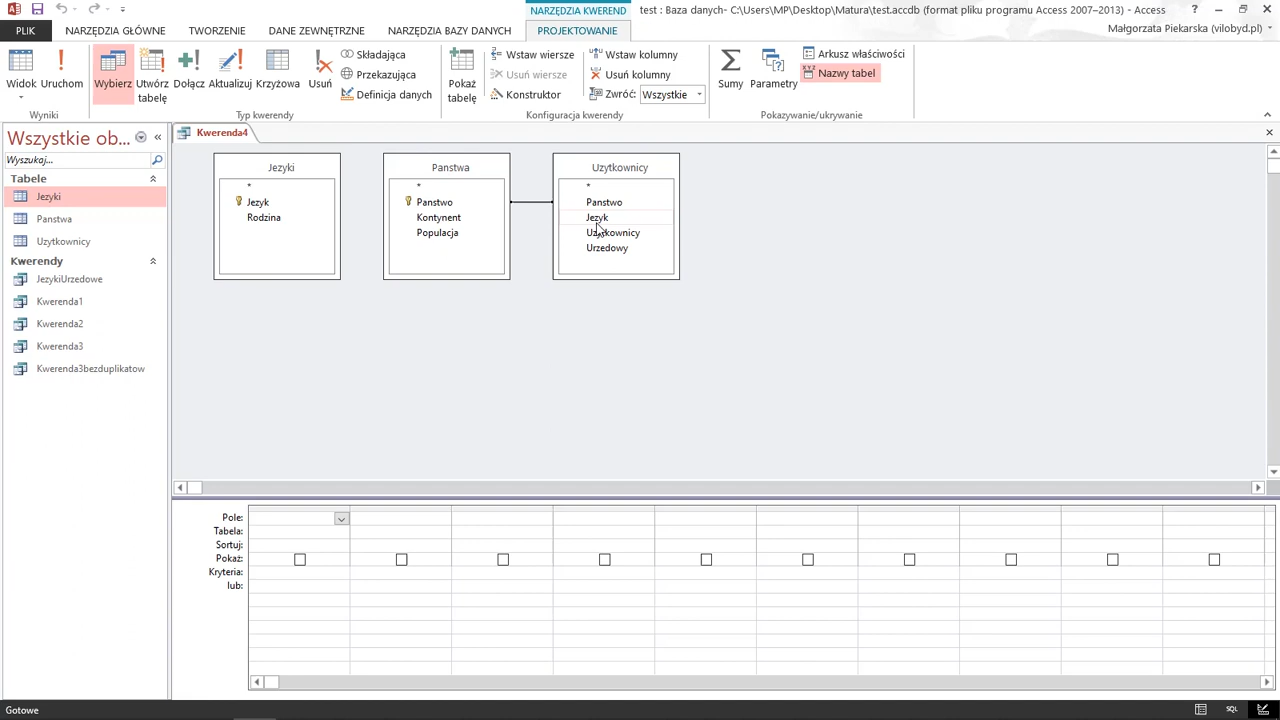 NARZĘDZIA KWEREND
test : Baza danych- C:\Users\MP\Desktop\Matura\test.accdb (format pliku programu Access 2007–2013) - Access
PLIK NARZĘDZIA GŁÓWNE TWORZENIE DANE ZEWNĘTRZNE NARZĘDZIA BAZY DANYCH PROJEKTOWANIE
Małgorzata Piekarska (vilobyd.pl)
Widok Uruchom
Wyniki
Wybierz Utwórz tabelę Dołącz Aktualizuj Krzyżowa Usuń
Składająca
Przekazująca
Definicja danych
Typ kwerendy
Pokaż tabelę
Wstaw wiersze
Usuń wiersze
Konstruktor
Wstaw kolumny
Usuń kolumny
Zwróć: Wszystkie
Konfiguracja kwerendy
Sumy Parametry
Arkusz właściwości
XYZ Nazwy tabel
Pokazywanie/ukrywanie
Wszystkie ob...
Wyszukaj...
Tabele
Jezyki
Panstwa
Uzytkownicy
Kwerendy
JezykiUrzedowe
Kwerenda1
Kwerenda2
Kwerenda3
Kwerenda3bezduplikatow
Kwerenda4
Jezyki
*
Jezyk
Rodzina
Panstwa
*
Panstwo
Kontynent
Populacja
Uzytkownicy
*
Panstwo
Jezyk
Uzytkownicy
Urzedowy
Pole:
Tabela:
Sortuj:
Pokaż:
Kryteria:
lub:
Gotowe
SQL